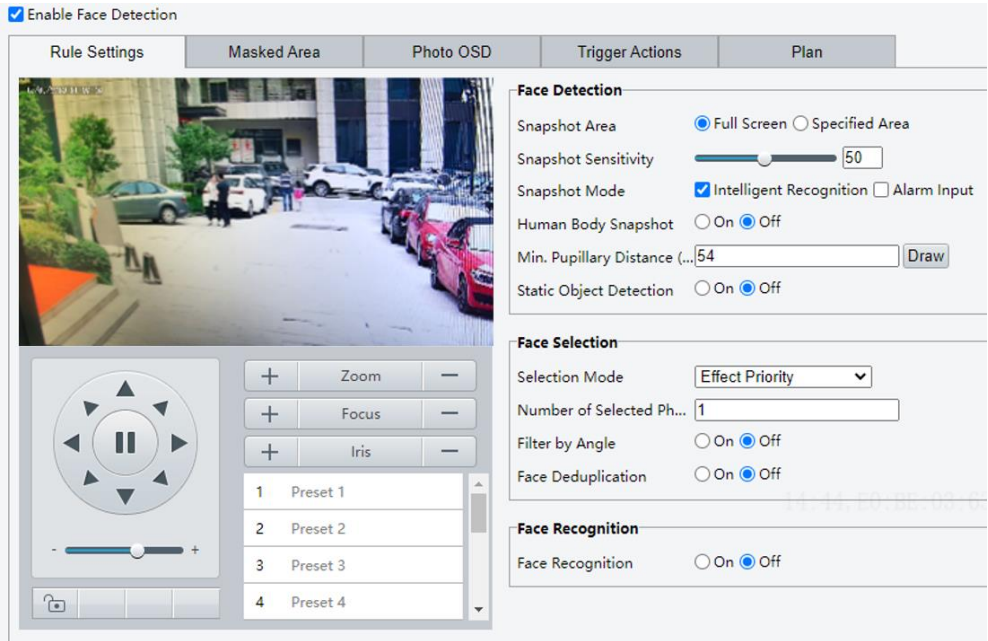 Enable Face Detection
Rule Settings
Masked Area
Photo OSD
Trigger Actions
Plan
Zoom
Focus
Iris
1 Preset 1
2 Preset 2
3 Preset 3
4 Preset 4
- +
Face Detection
Snapshot Area Full Screen Specified Area
Snapshot Sensitivity 50
Snapshot Mode Intelligent Recognition Alarm Input
Human Body Snapshot On Off
Min. Pupillary Distance (... 54 Draw
Static Object Detection On Off
Face Selection
Selection Mode Effect Priority
Number of Selected Ph... 1
Filter by Angle On Off
Face Deduplication On Off
Face Recognition
Face Recognition On Off